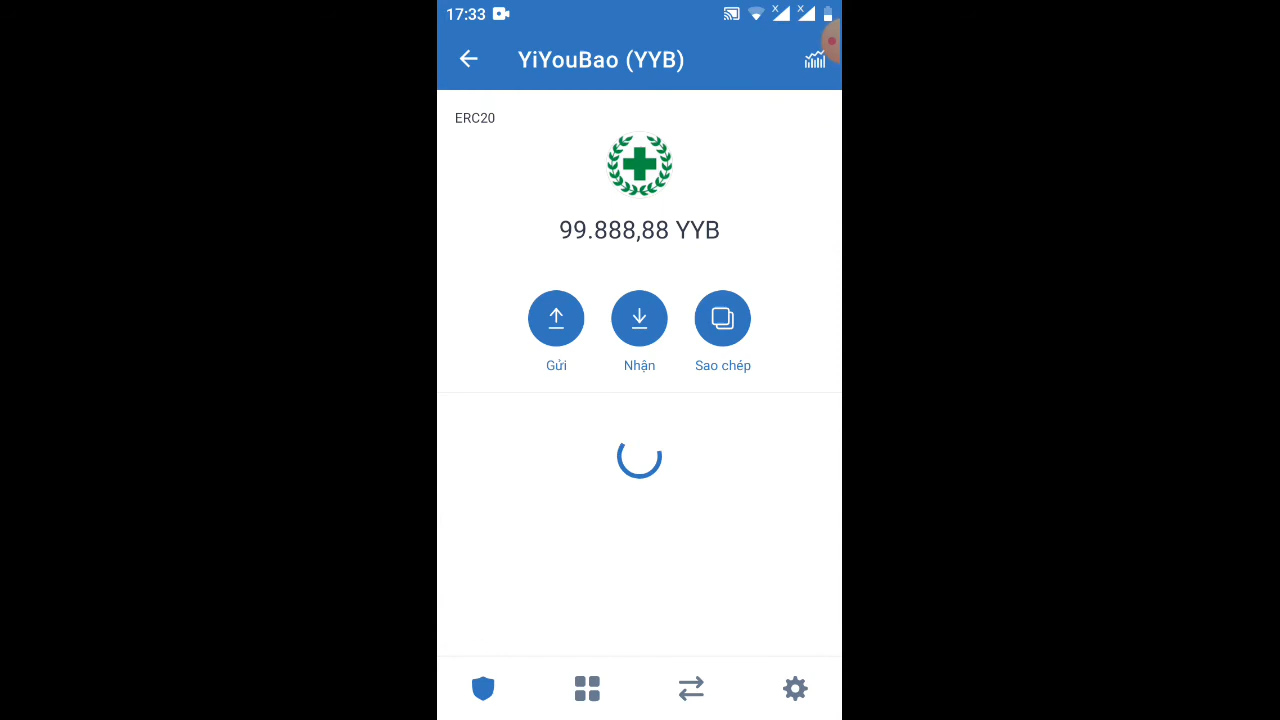 17:33
YiYouBao (YYB)
ERC20
99.888,88 YYB
Gửi
Nhận
Sao chép